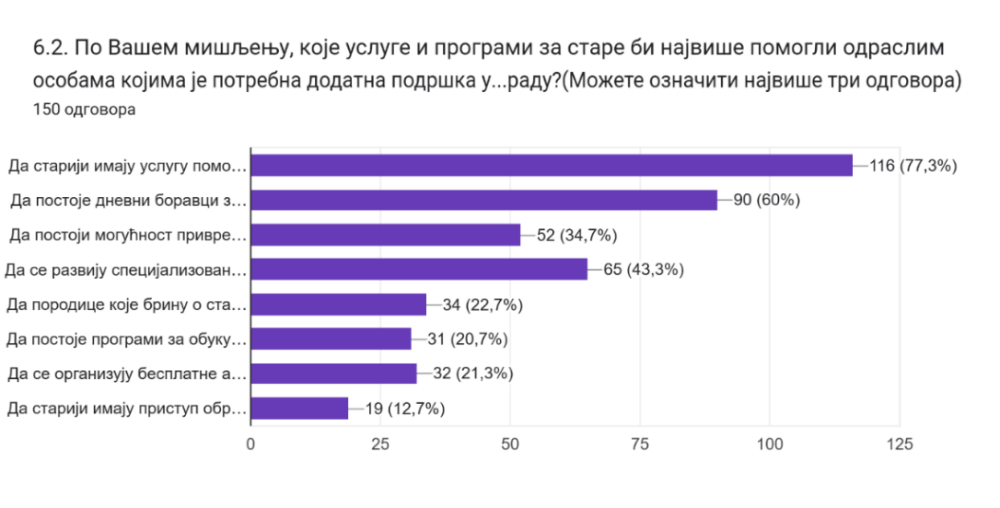 6.2. По Вашем мишљењу, које услуге и програми за старе би највише помогли одраслим
особама којима је потребна додатна подршка у...раду?(Можете означити највише три одговора)
150 одговора
Да старији имају услугу помо... 116 (77,3%)
Да постоје дневни боравци з... 90 (60%)
Да постоји могућност привре... 52 (34,7%)
Да се развију специјализован... 65 (43,3%)
Да породице које брину о ста... 34 (22,7%)
Да постоје програми за обуку... 31 (20,7%)
Да се организују бесплатне а... 32 (21,3%)
Да старији имају приступ обр... 19 (12,7%)
0 25 50 75 100 125